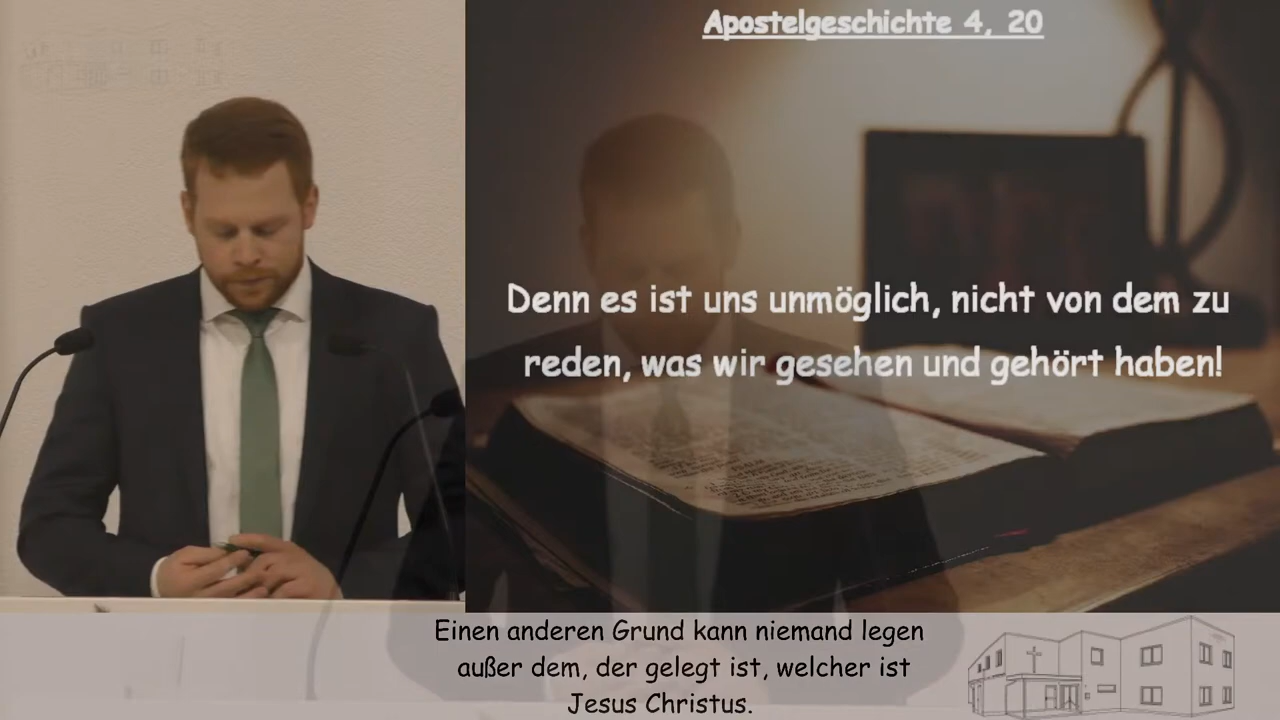 Apostelgeschichte 4, 20
Denn es ist uns unmöglich, nicht von dem zu
reden, was wir gesehen und gehört haben!
Einen anderen Grund kann niemand legen
außer dem, der gelegt ist, welcher ist
Jesus Christus.